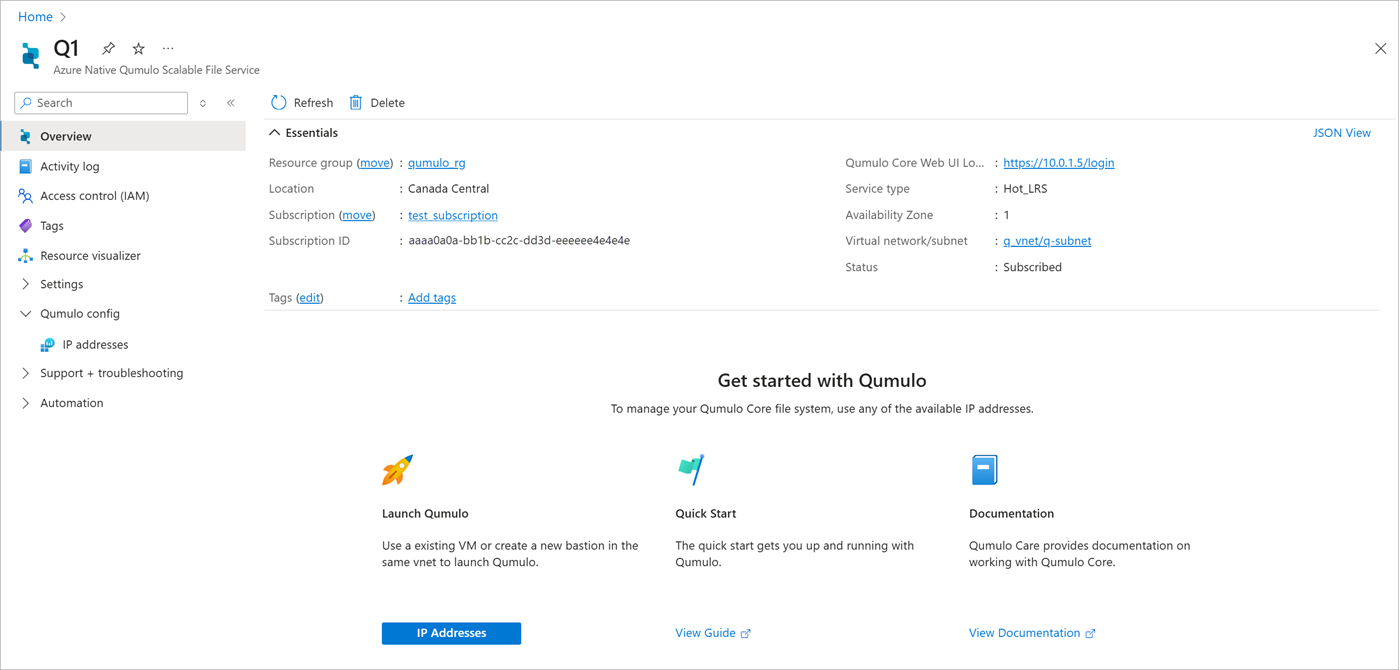 Home
Q1
Azure Native Qumulo Scalable File Service
Search
Overview
Activity log
Access control (IAM)
Tags
Resource visualizer
Settings
Qumulo config
IP addresses
Support + troubleshooting
Automation
Refresh
Delete
Essentials
JSON View
Resource group (move) : qumulo_rg
Location : Canada Central
Subscription (move) : test_subscription
Subscription ID : aaaa0a0a-bb1b-cc2c-dd3d-eeeeee4e4e4e
Qumulo Core Web UI Lo... : https://10.0.1.5/login
Service type : Hot_LRS
Availability Zone : 1
Virtual network/subnet : q_vnet/q-subnet
Status : Subscribed
Tags (edit) : Add tags
Get started with Qumulo
To manage your Qumulo Core file system, use any of the available IP addresses.
Launch Qumulo
Use a existing VM or create a new bastion in the
same vnet to launch Qumulo.
IP Addresses
Quick Start
The quick start gets you up and running with
Qumulo.
View Guide
Documentation
Qumulo Care provides documentation on
working with Qumulo Core.
View Documentation